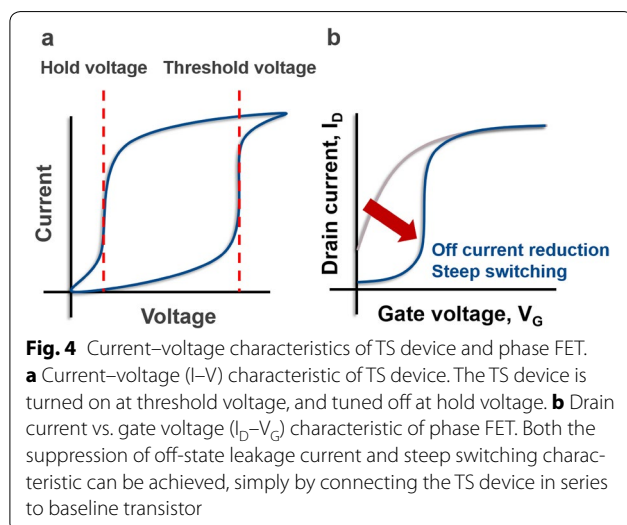 a
b
Hold voltage
Threshold voltage
Current
Voltage
Drain current, I_D
Off current reduction
Steep switching
Gate voltage, V_G
Fig. 4 Current–voltage characteristics of TS device and phase FET.
a Current–voltage (I–V) characteristic of TS device. The TS device is
turned on at threshold voltage, and tuned off at hold voltage. b Drain
current vs. gate voltage (I_D–V_G) characteristic of phase FET. Both the
suppression of off-state leakage current and steep switching charac-
teristic can be achieved, simply by connecting the TS device in series
to baseline transistor